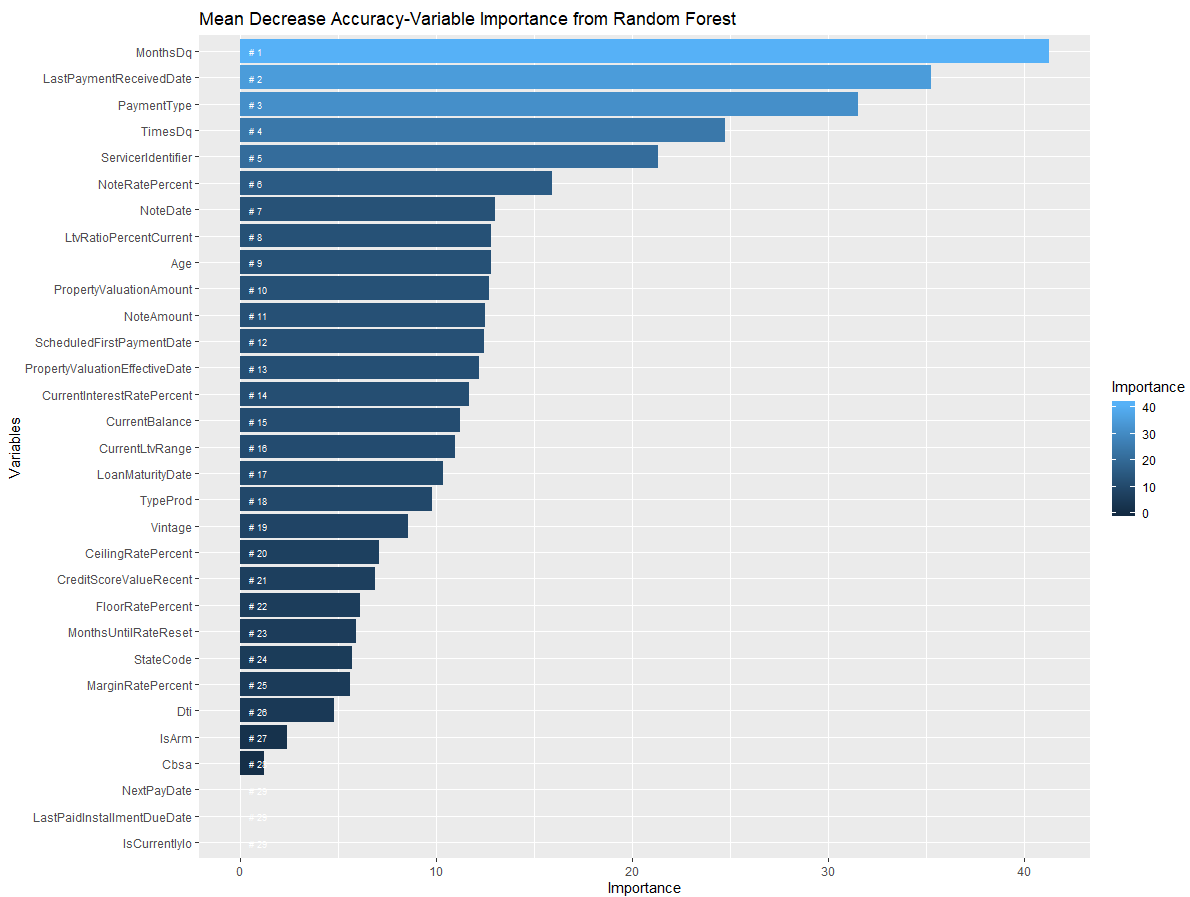 Mean Decrease Accuracy-Variable Importance from Random Forest
MonthsDq # 1
LastPaymentReceivedDate # 2
PaymentType # 3
TimesDq # 4
ServicerIdentifier # 5
NoteRatePercent # 6
NoteDate # 7
LtvRatioPercentCurrent # 8
Age # 9
PropertyValuationAmount # 10
NoteAmount # 11
ScheduledFirstPaymentDate # 12
PropertyValuationEffectiveDate # 13
CurrentInterestRatePercent # 14
CurrentBalance # 15
CurrentLtvRange # 16
LoanMaturityDate # 17
TypeProd # 18
Vintage # 19
CeilingRatePercent # 20
CreditScoreValueRecent # 21
FloorRatePercent # 22
MonthsUntilRateReset # 23
StateCode # 24
MarginRatePercent # 25
Dti # 26
IsArm # 27
Cbsa # 28
NextPayDate # 29
LastPaidInstallmentDueDate # 29
IsCurrentlyIo # 29
0 10 20 30 40
Importance
Variables
Importance
40
30
20
10
0